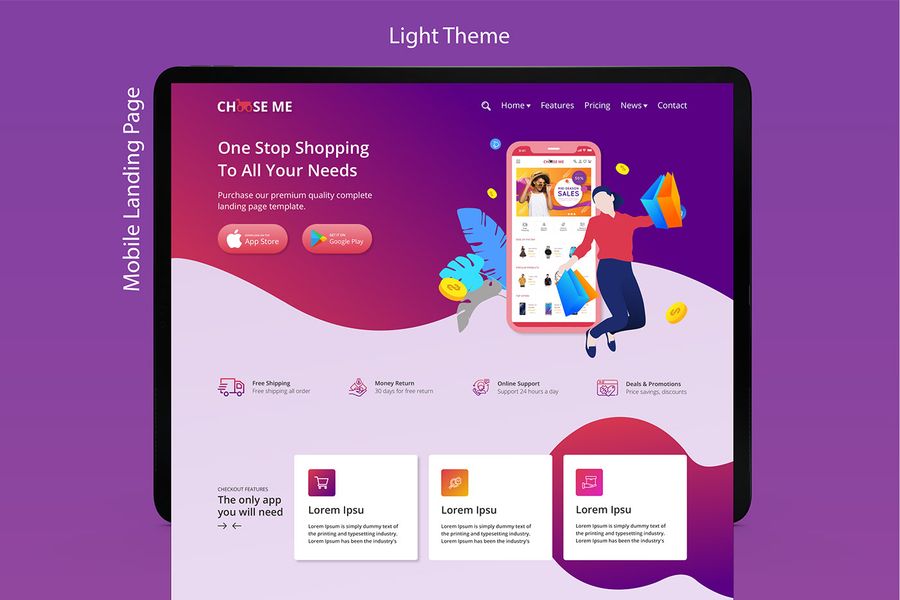 Light Theme
Mobile Landing Page
CHOOSE ME
Home
Features
Pricing
News
Contact
One Stop Shopping
To All Your Needs
Purchase our premium quality complete
landing page template.
App Store
GET IT ON
Google Play
CHOOSE ME
MID-SEASON
SALES
50%
Free Shipping
Free shipping all order
Money Return
30 days for free return
Online Support
Support 24 hours a day
Deals & Promotions
Price savings, discounts
CHECKOUT FEATURES
The only app
you will need
Lorem Ipsu
Lorem Ipsum is simply dummy text of
the printing and typesetting industry.
Lorem Ipsum has been the industry's
Lorem Ipsu
Lorem Ipsum is simply dummy text of
the printing and typesetting industry.
Lorem Ipsum has been the industry's
Lorem Ipsu
Lorem Ipsum is simply dummy text of
the printing and typesetting industry.
Lorem Ipsum has been the industry's